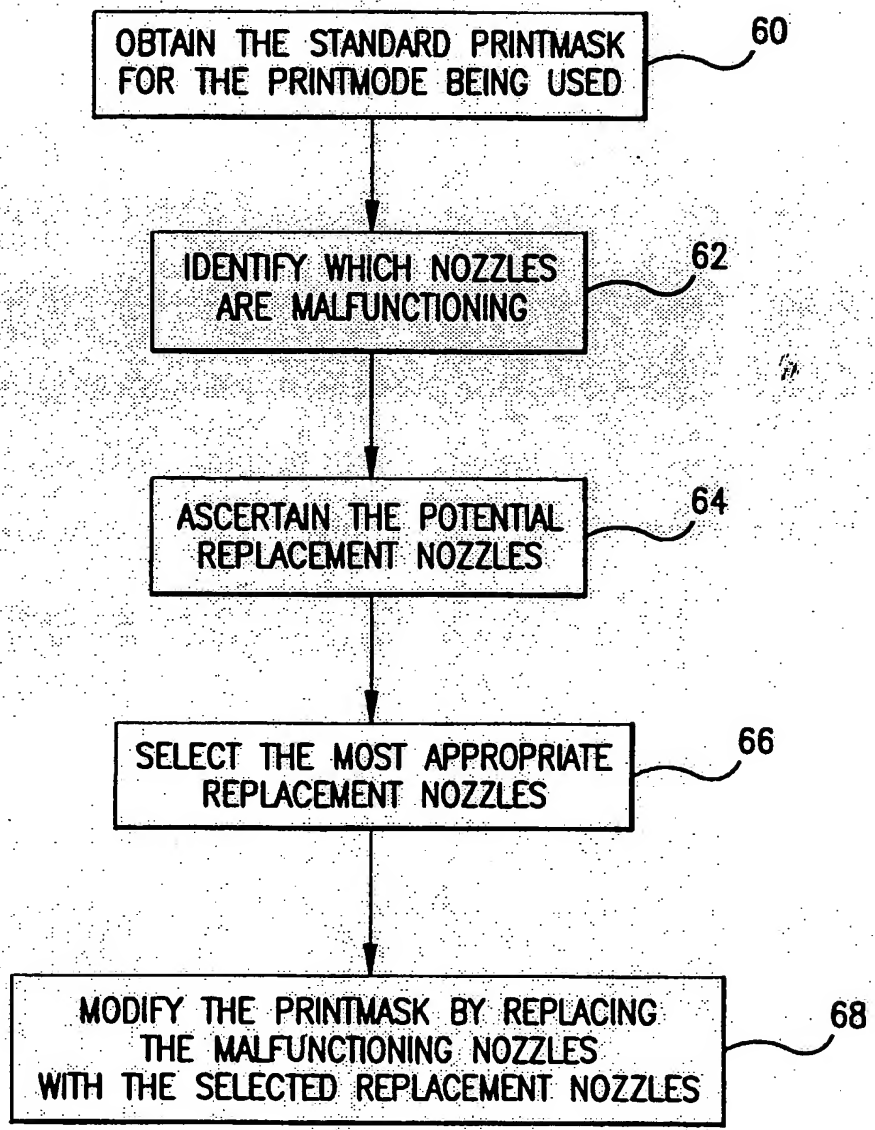 OBTAIN THE STANDARD PRINTMASK
FOR THE PRINTMODE BEING USED
60
IDENTIFY WHICH NOZZLES
ARE MALFUNCTIONING
62
ASCERTAIN THE POTENTIAL
REPLACEMENT NOZZLES
64
SELECT THE MOST APPROPRIATE
REPLACEMENT NOZZLES
66
MODIFY THE PRINTMASK BY REPLACING
THE MALFUNCTIONING NOZZLES
WITH THE SELECTED REPLACEMENT NOZZLES
68